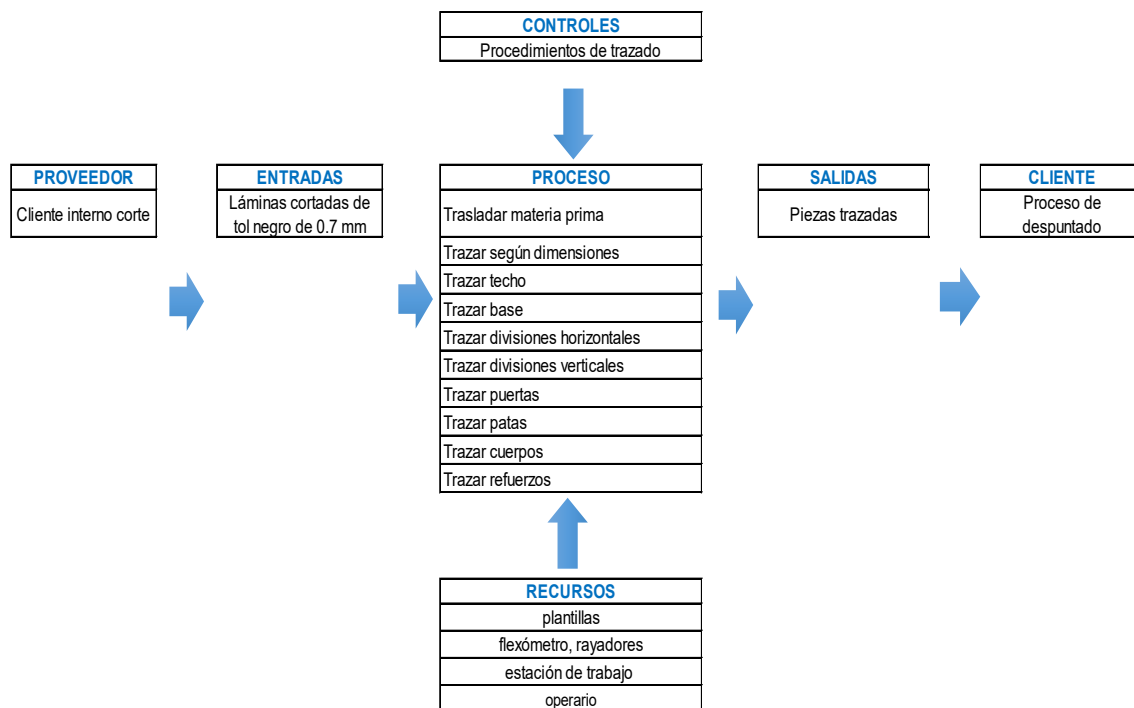 CONTROLES
Procedimientos de trazado
PROVEEDOR
Cliente interno corte
ENTRADAS
Láminas cortadas de
tol negro de 0.7 mm
PROCESO
Trasladar materia prima
Trazar según dimensiones
Trazar techo
Trazar base
Trazar divisiones horizontales
Trazar divisiones verticales
Trazar puertas
Trazar patas
Trazar cuerpos
Trazar refuerzos
SALIDAS
Piezas trazadas
CLIENTE
Proceso de
despuntado
RECURSOS
plantillas
flexómetro, rayadores
estación de trabajo
operario